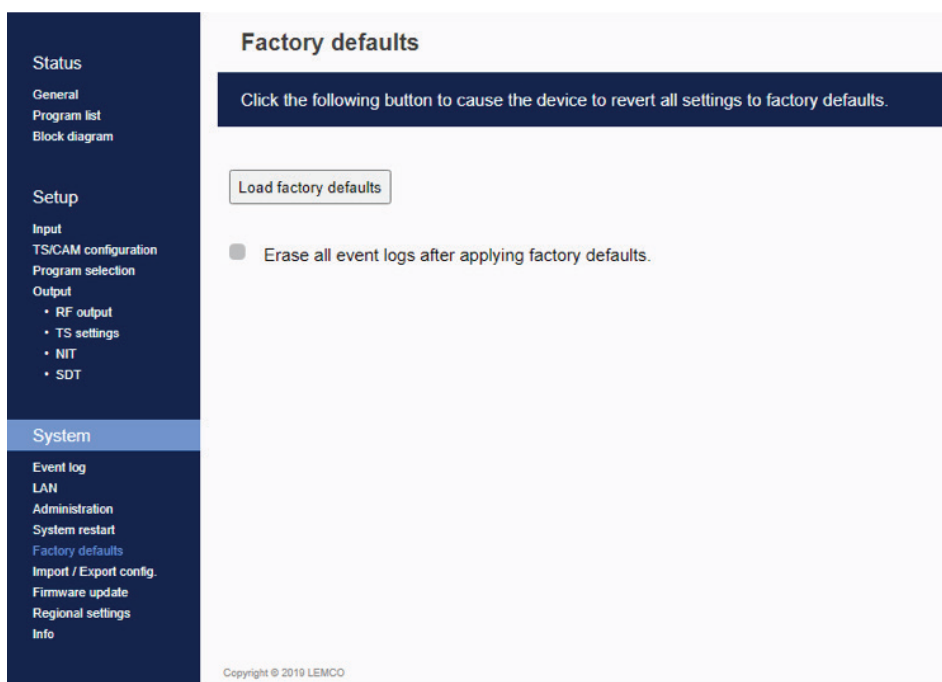 Status
General
Program list
Block diagram
Setup
Input
TS/CAM configuration
Program selection
Output
• RF output
• TS settings
• NIT
• SDT
System
Event log
LAN
Administration
System restart
Factory defaults
Import / Export config.
Firmware update
Regional settings
Info
Factory defaults
Click the following button to cause the device to revert all settings to factory defaults.
Load factory defaults
Erase all event logs after applying factory defaults.
Copyright © 2019 LEMCO